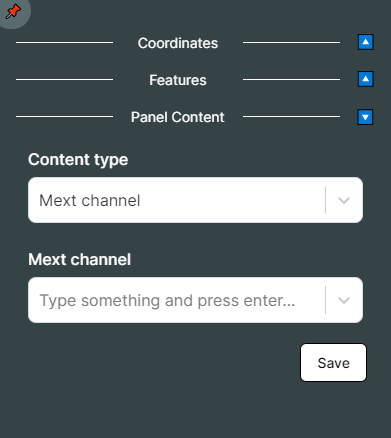 Coordinates
Features
Panel Content
Content type
Mext channel
Mext channel
Type something and press enter...
Save